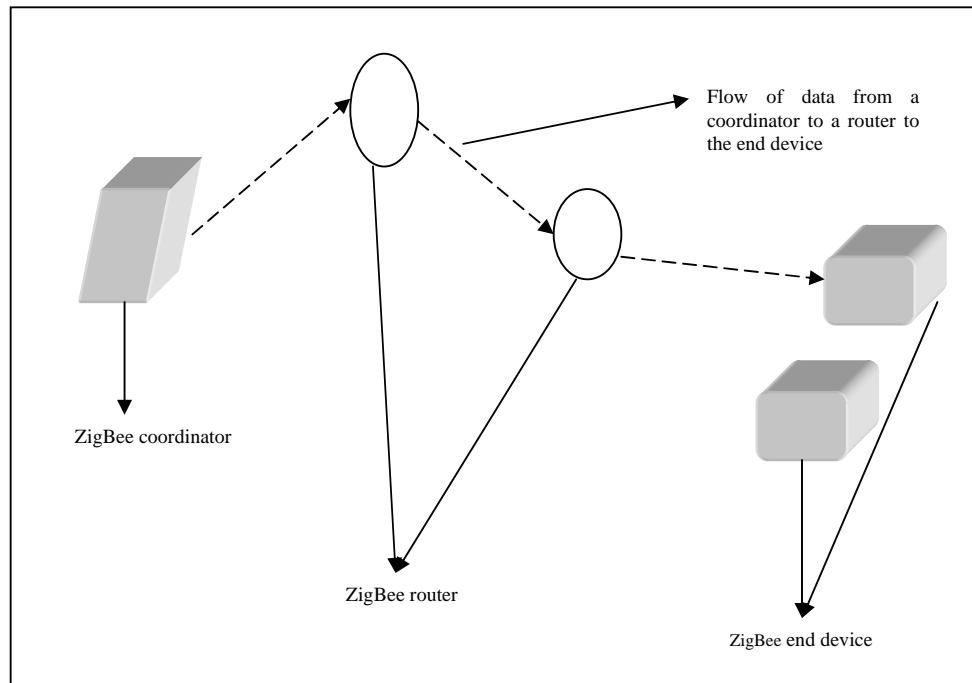 Flow of data from a
coordinator to a router to
the end device
ZigBee coordinator
ZigBee router
ZigBee end device